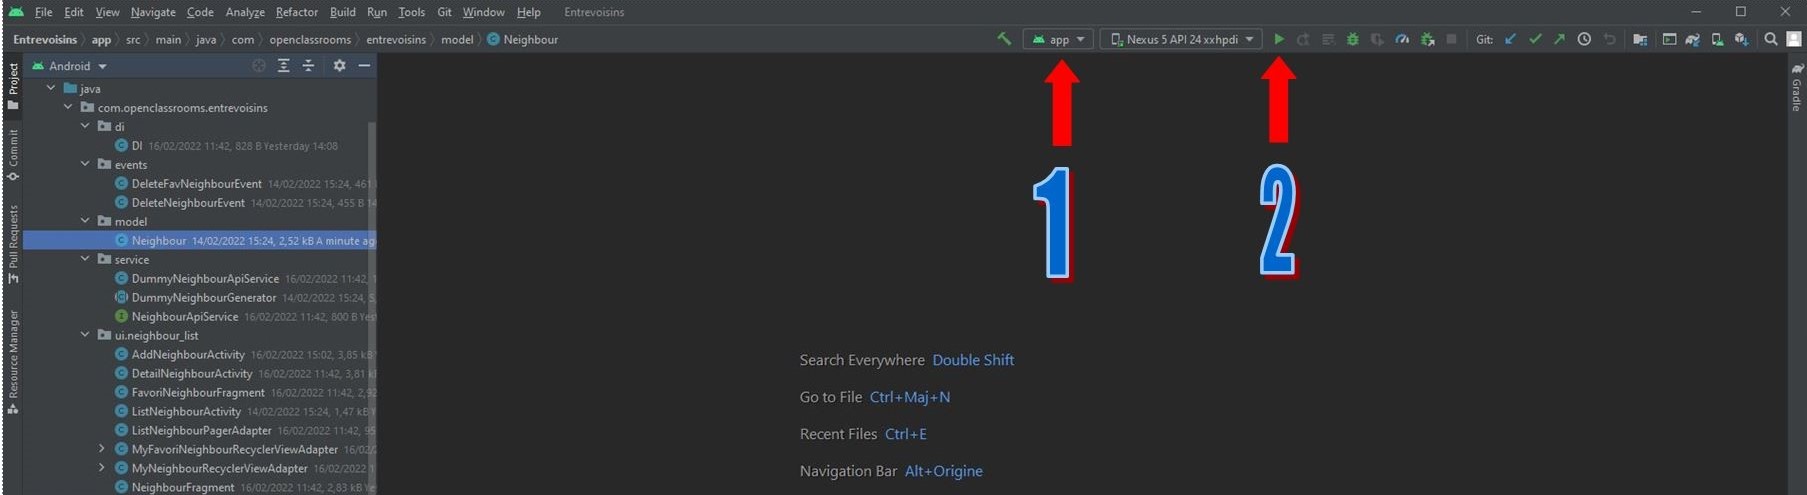 File Edit View Navigate Code Analyze Refactor Build Run Tools Git Window Help Entrevoisins
Entrevoisins app src main java com openclassrooms entrevoisins model Neighbour app Nexus 5 API 24 xxhpdi Git:
Project
Commit
Pull Requests
Resource Manager
Android
java
com.openclassrooms.entrevoisins
di
DI 16/02/2022 11:42, 828 B Yesterday 14:08
events
DeleteFavNeighbourEvent 14/02/2022 15:24, 461
DeleteNeighbourEvent 14/02/2022 15:24, 455 B 14
model
Neighbour 14/02/2022 15:24, 2,52 kB A minute ag
service
DummyNeighbourApiService 16/02/2022 11:42, 1
DummyNeighbourGenerator 14/02/2022 15:24, 5
NeighbourApiService 16/02/2022 11:42, 800 B Yes
ui.neighbour_list
AddNeighbourActivity 16/02/2022 15:02, 3,85 kB
DetailNeighbourActivity 16/02/2022 11:42, 3,81 k
FavoriNeighbourFragment 16/02/2022 11:42, 2,92
ListNeighbourActivity 14/02/2022 15:24, 1,47 kB Y
ListNeighbourPagerAdapter 16/02/2022 11:42, 95
MyFavoriNeighbourRecyclerViewAdapter 16/02/2
MyNeighbourRecyclerViewAdapter 16/02/2022 1
NeighbourFragment 16/02/2022 11:42, 2,83 kB Ye
1
2
Search Everywhere Double Shift
Go to File Ctrl+Maj+N
Recent Files Ctrl+E
Navigation Bar Alt+Origine
Gradle